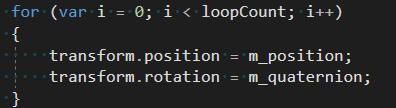 for (var i = 0; i < loopCount; i++)
{
    transform.position = m_position;
    transform.rotation = m_quaternion;
}